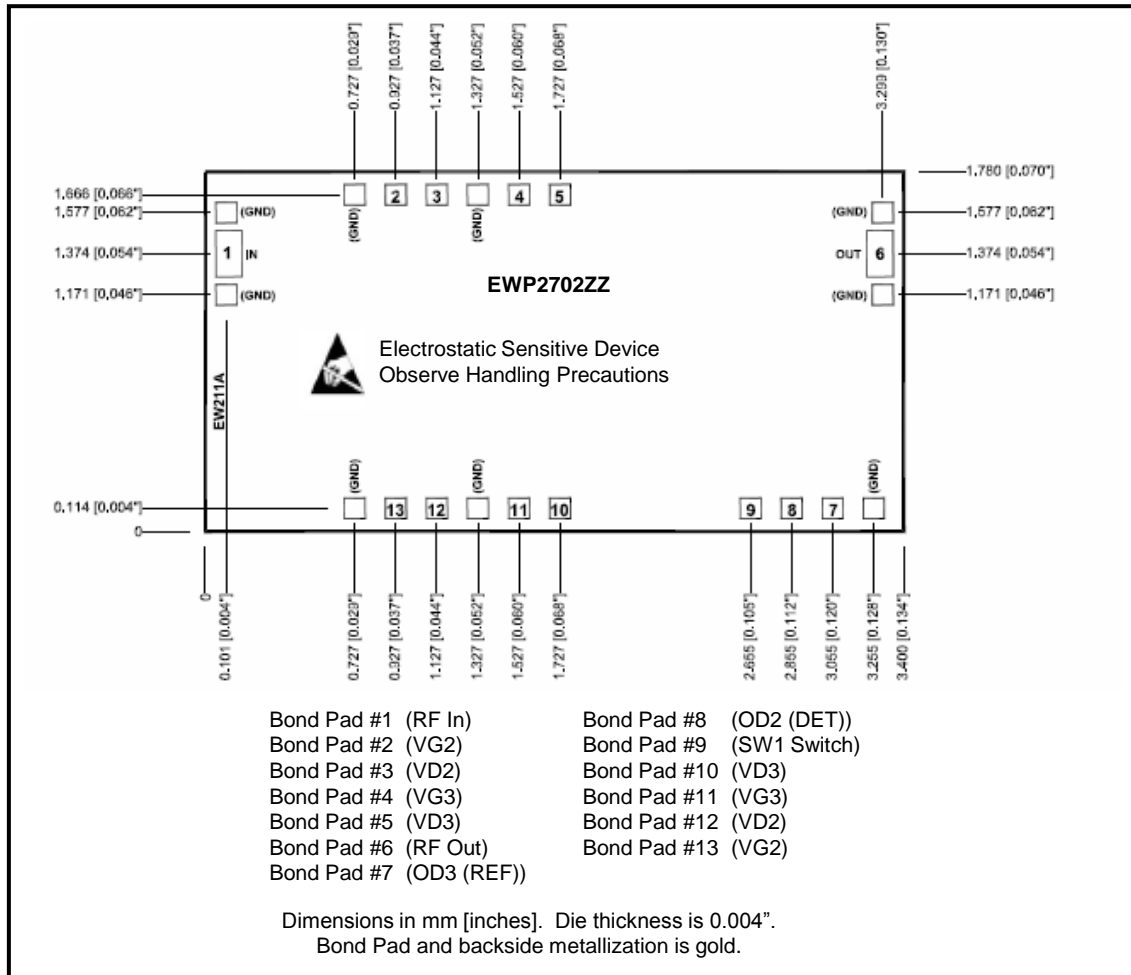 0.727 [0.029"]
0.927 [0.037"]
1.127 [0.044"]
1.327 [0.052"]
1.527 [0.060"]
1.727 [0.068"]
3.299 [0.130"]
1.780 [0.070"]
1.666 [0.066"]
1.577 [0.062"]
1.374 [0.054"]
1.171 [0.046"]
(GND)
2
3
(GND)
4
5
(GND)
1 IN
(GND)
(GND)
OUT 6
(GND)
1.577 [0.062"]
1.374 [0.054"]
1.171 [0.046"]
EWP2702ZZ
Electrostatic Sensitive Device
Observe Handling Precautions
EW211A
0.114 [0.004"]
0
(GND)
13
12
(GND)
11
10
9
8
7
(GND)
0
0.101 [0.004"]
0.727 [0.029"]
0.927 [0.037"]
1.127 [0.044"]
1.327 [0.052"]
1.527 [0.060"]
1.727 [0.068"]
2.655 [0.105"]
2.855 [0.112"]
3.055 [0.120"]
3.255 [0.128"]
3.400 [0.134"]
Bond Pad #1 (RF In)
Bond Pad #2 (VG2)
Bond Pad #3 (VD2)
Bond Pad #4 (VG3)
Bond Pad #5 (VD3)
Bond Pad #6 (RF Out)
Bond Pad #7 (OD3 (REF))
Bond Pad #8 (OD2 (DET))
Bond Pad #9 (SW1 Switch)
Bond Pad #10 (VD3)
Bond Pad #11 (VG3)
Bond Pad #12 (VD2)
Bond Pad #13 (VG2)
Dimensions in mm [inches]. Die thickness is 0.004”.
Bond Pad and backside metallization is gold.